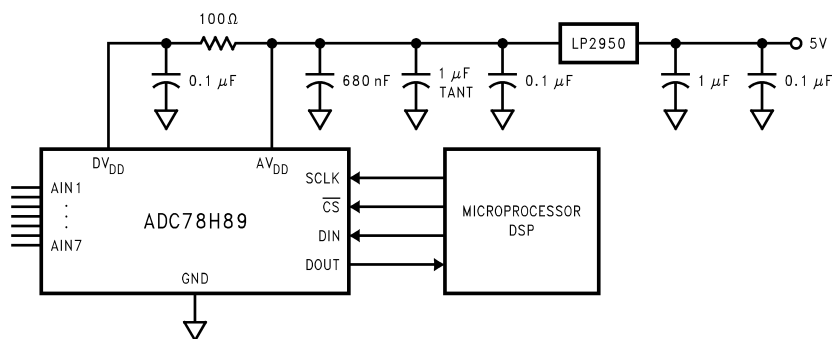 100Ω
LP2950
5V
0.1 μF
680 nF
1 μF
TANT
0.1 μF
1 μF
0.1 μF
DVDD
AVDD
AIN1
SCLK
CS
MICROPROCESSOR
DSP
ADC78H89
DIN
AIN7
DOUT
GND